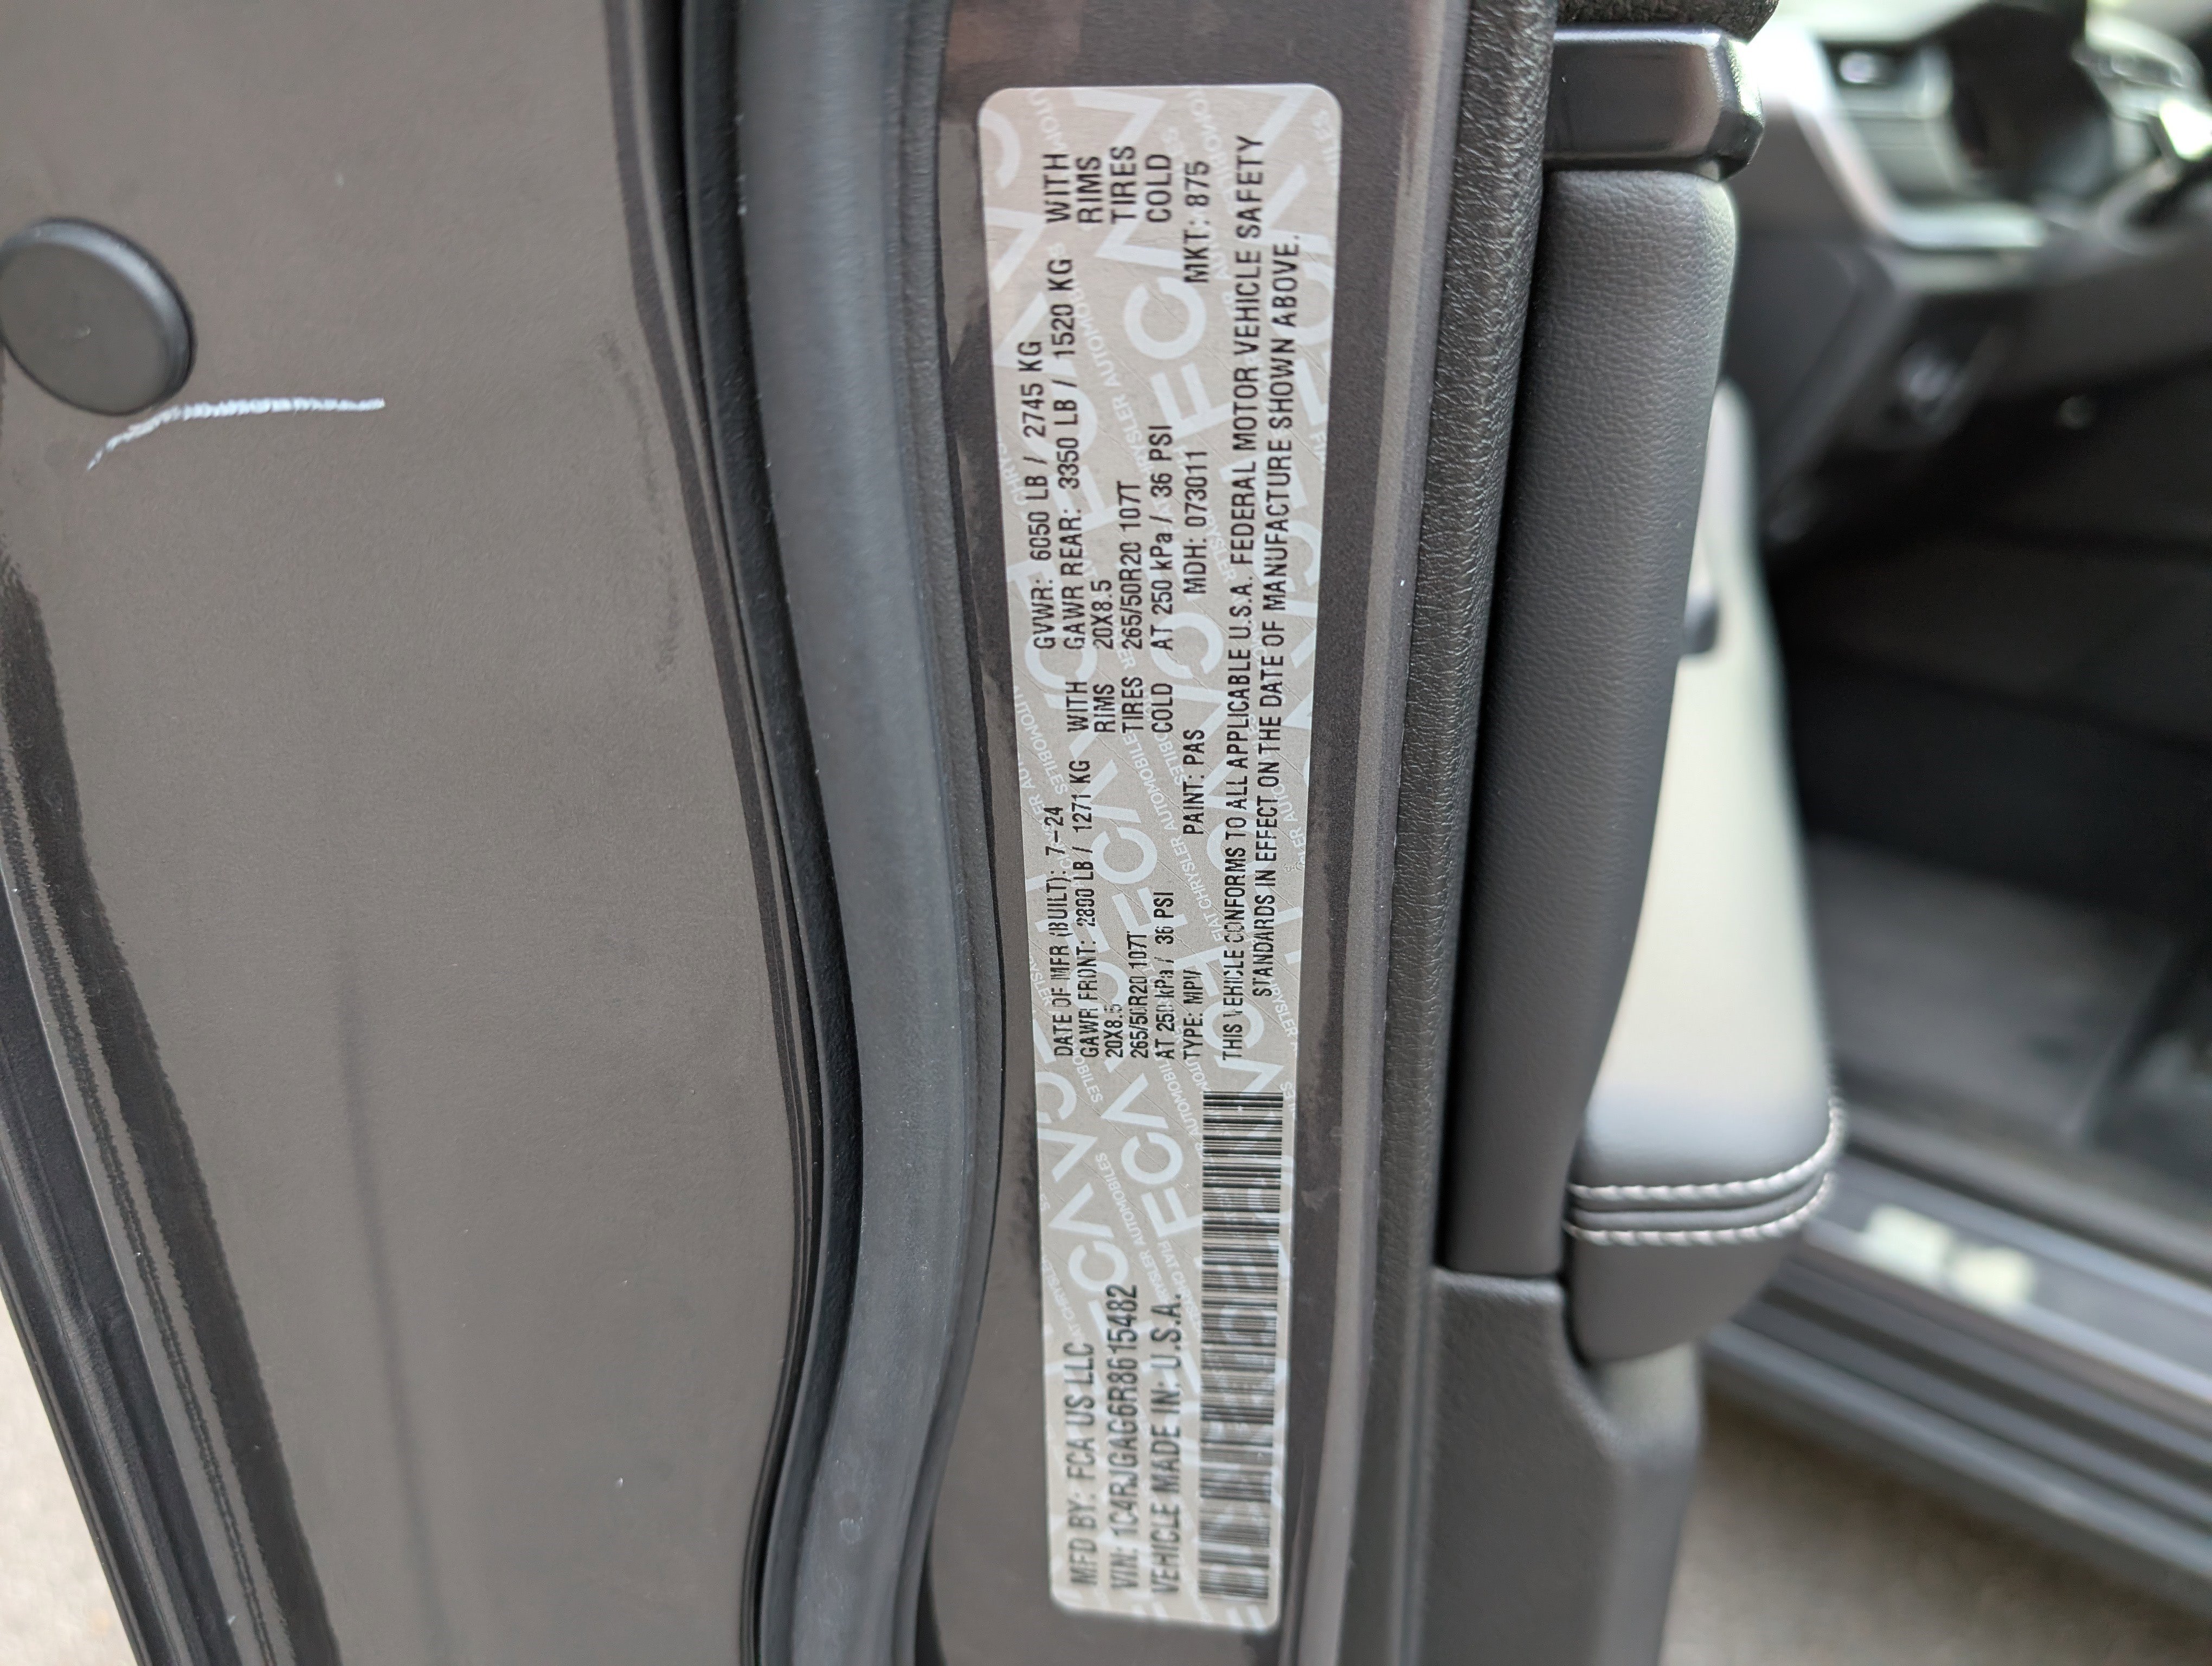 MFD BY: FCA US LLC
VIN: 1C4RJGAG6R8615482
VEHICLE MADE IN: U.S.A.
DATE OF MFR (BUILT): 7-24 GVWR: 6050 LB / 2745 KG
GAWR FRONT: 2800 LB / 1271 KG WITH GAWR REAR: 3350 LB / 1520 KG WITH
20X8.5 RIMS 20X8.5 RIMS
265/50R20 107T TIRES 265/50R20 107T TIRES
AT 250 kPa / 36 PSI COLD AT 250 kPa / 36 PSI COLD
TYPE: MPV PAINT: PAS MDH: 073011 MKT: 875
THIS VEHICLE CONFORMS TO ALL APPLICABLE U.S.A. FEDERAL MOTOR VEHICLE SAFETY
STANDARDS IN EFFECT ON THE DATE OF MANUFACTURE SHOWN ABOVE.